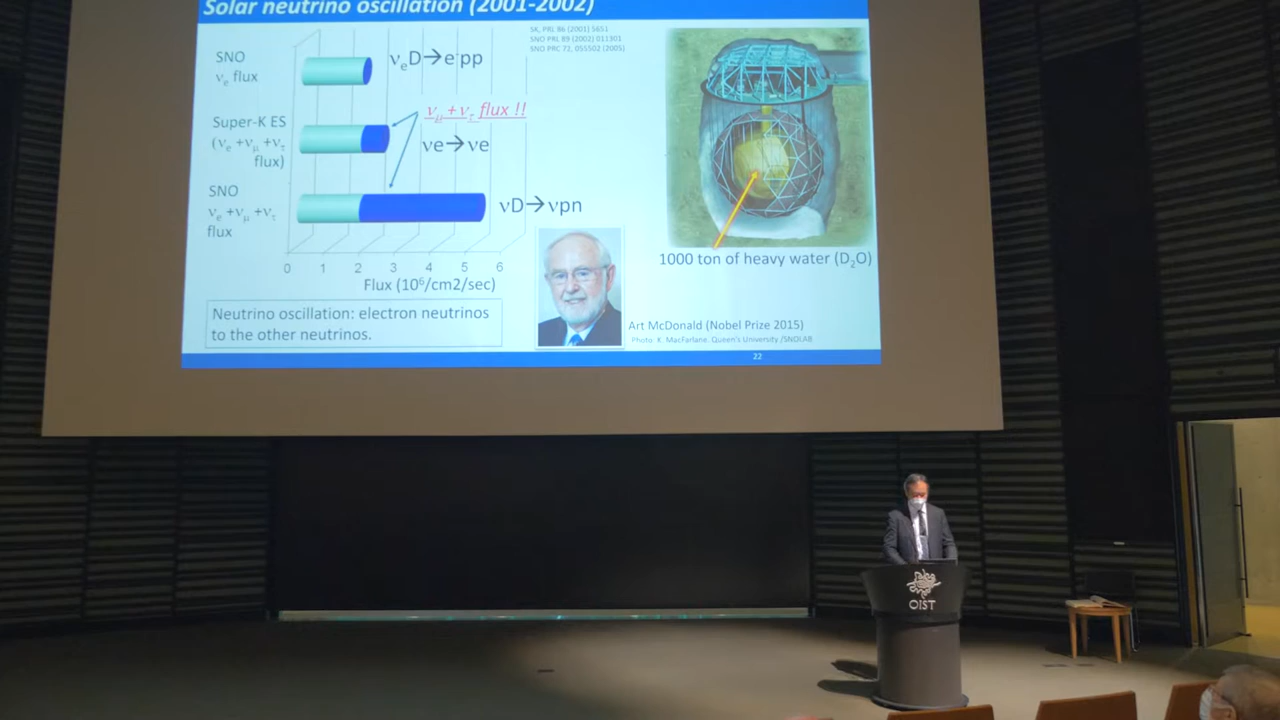 Solar neutrino oscillation (2001-2002)
SK, PRL 86 (2001) 5651
SNO PRL 89 (2002) 011301
SNO PRC 72, 055502 (2005)
SNO
νe flux
νeD→e-pp
Super-K ES
(νe +νμ +ντ
flux)
νμ + ντ flux !!
νe→νe
SNO
νe +νμ +ντ
flux
νD→νpn
0 1 2 3 4 5 6
Flux (10⁶/cm2/sec)
1000 ton of heavy water (D₂O)
Neutrino oscillation: electron neutrinos
to the other neutrinos.
Art McDonald (Nobel Prize 2015)
Photo: K. MacFarlane. Queen's University /SNOLAB
22
OIST